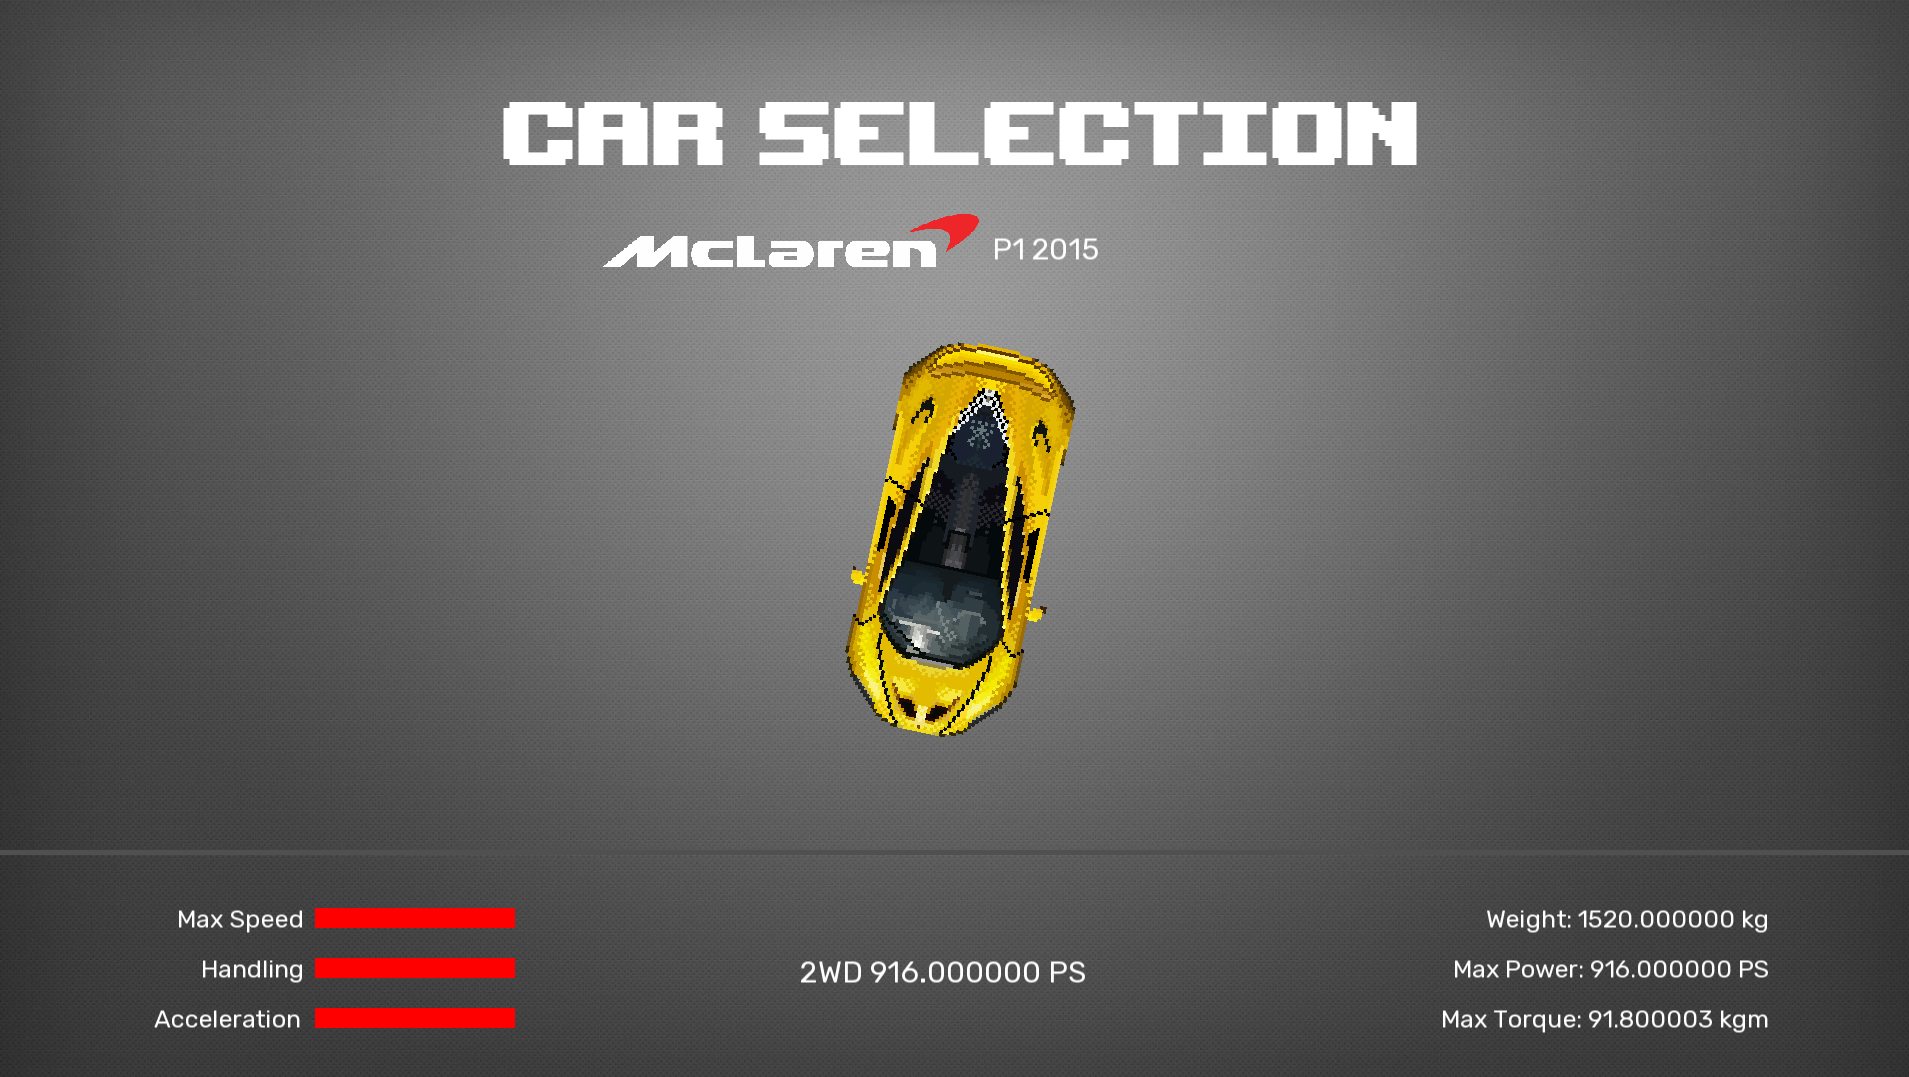 CAR SELECTION
McLaren P1 2015
Max Speed
Handling
Acceleration
2WD 916.000000 PS
Weight: 1520.000000 kg
Max Power: 916.000000 PS
Max Torque: 91.800003 kgm